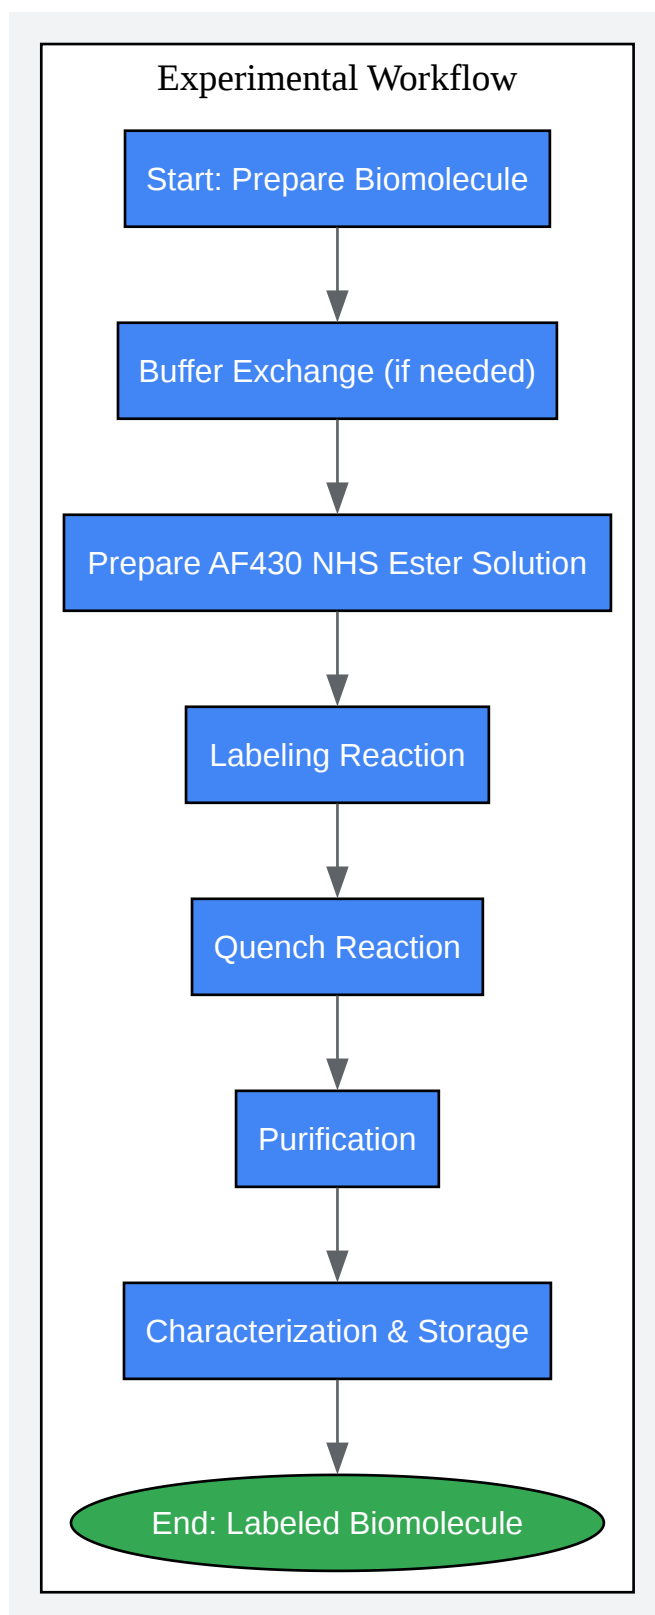 Experimental Workflow
Start: Prepare Biomolecule
Buffer Exchange (if needed)
Prepare AF430 NHS Ester Solution
Labeling Reaction
Quench Reaction
Purification
Characterization & Storage
End: Labeled Biomolecule